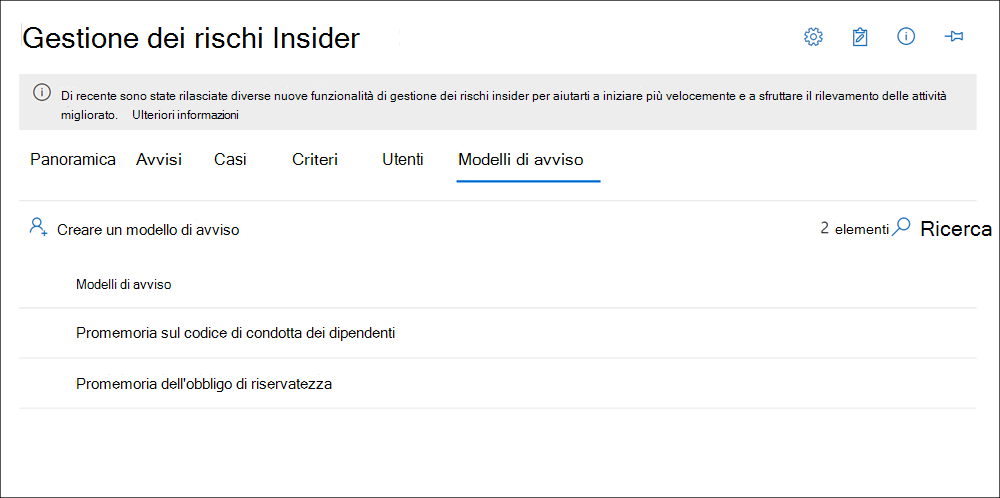 Gestione dei rischi Insider
Di recente sono state rilasciate diverse nuove funzionalità di gestione dei rischi insider per aiutarti a iniziare più velocemente e a sfruttare il rilevamento delle attività
migliorato. Ulteriori informazioni
Panoramica Avvisi Casi Criteri Utenti Modelli di avviso
Creare un modello di avviso 2 elementi Ricerca
Modelli di avviso
Promemoria sul codice di condotta dei dipendenti
Promemoria dell'obbligo di riservatezza